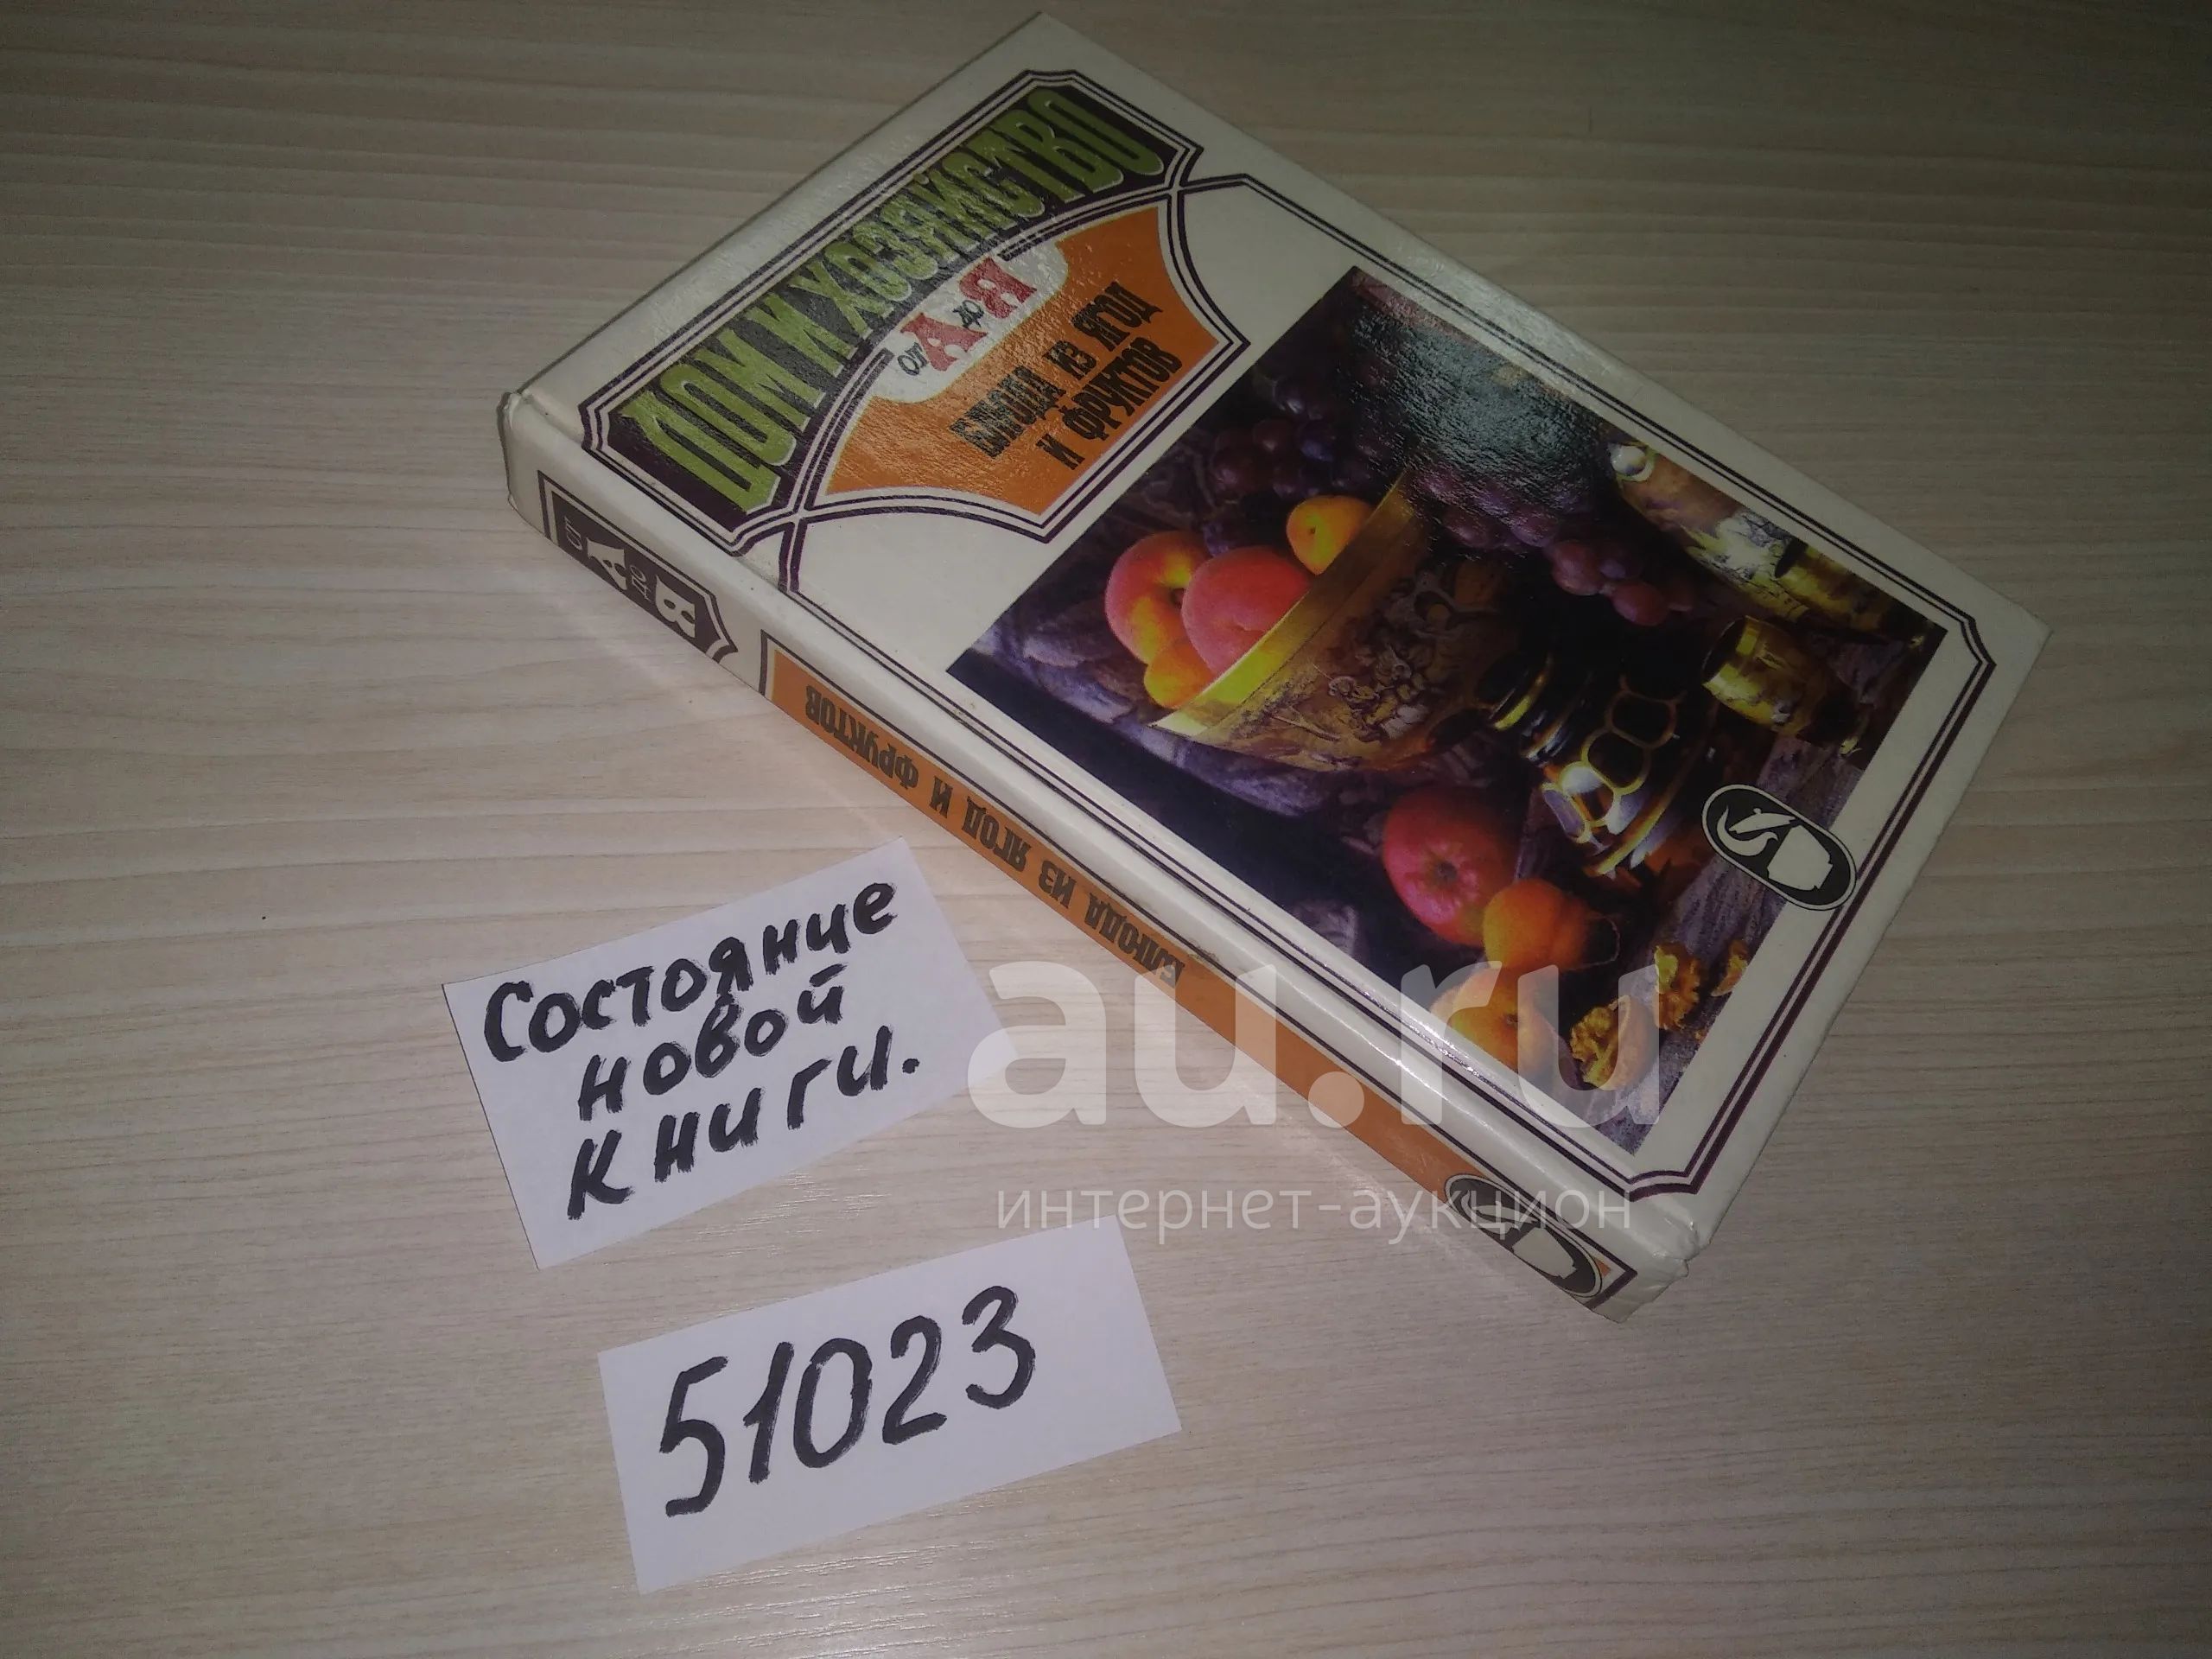 ДОМ И ХОЗЯЙСТВО
от А до Я
БЛЮДА ИЗ ЯГОД
И ФРУКТОВ
от А до Я
БЛЮДА ИЗ ЯГОД И ФРУКТОВ
Состояние
новой
книги.
51023
au.ru
интернет-аукцион